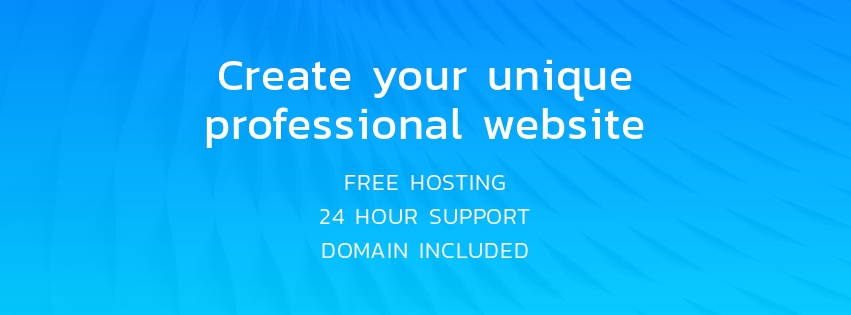 Create your unique
professional website
FREE HOSTING
24 HOUR SUPPORT
DOMAIN INCLUDED